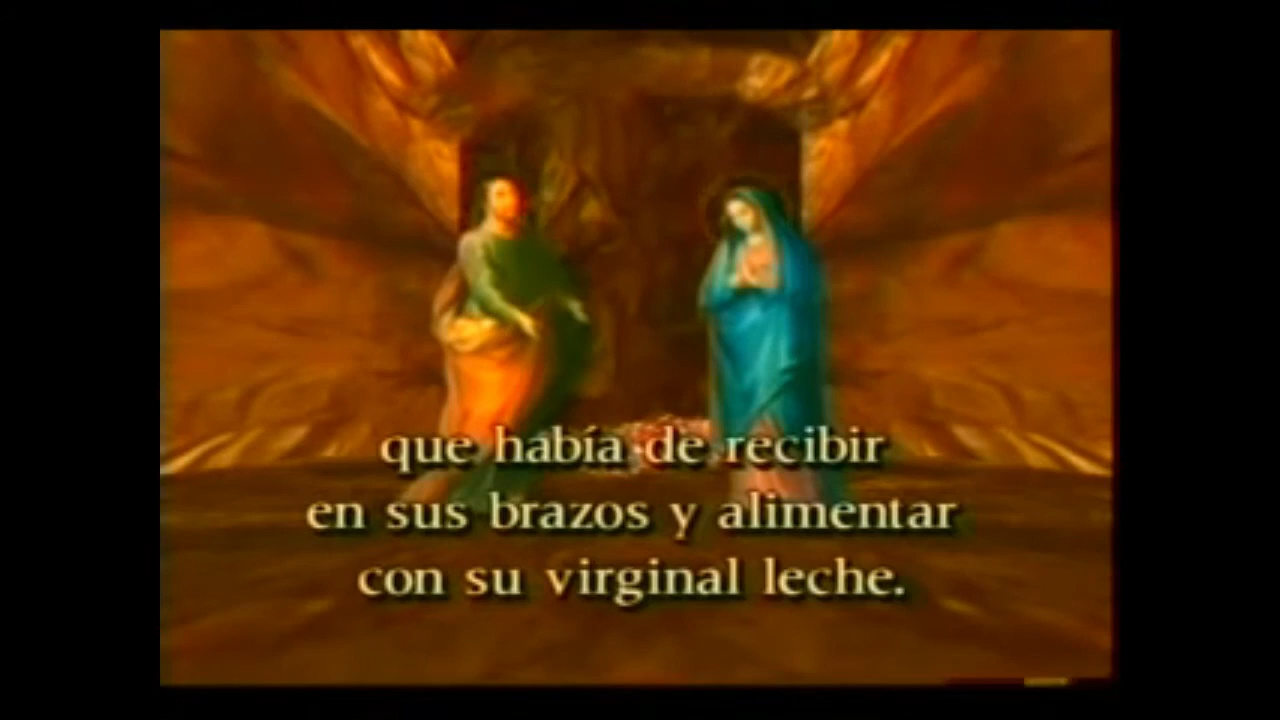 que había de recibir
en sus brazos y alimentar
con su virginal leche.